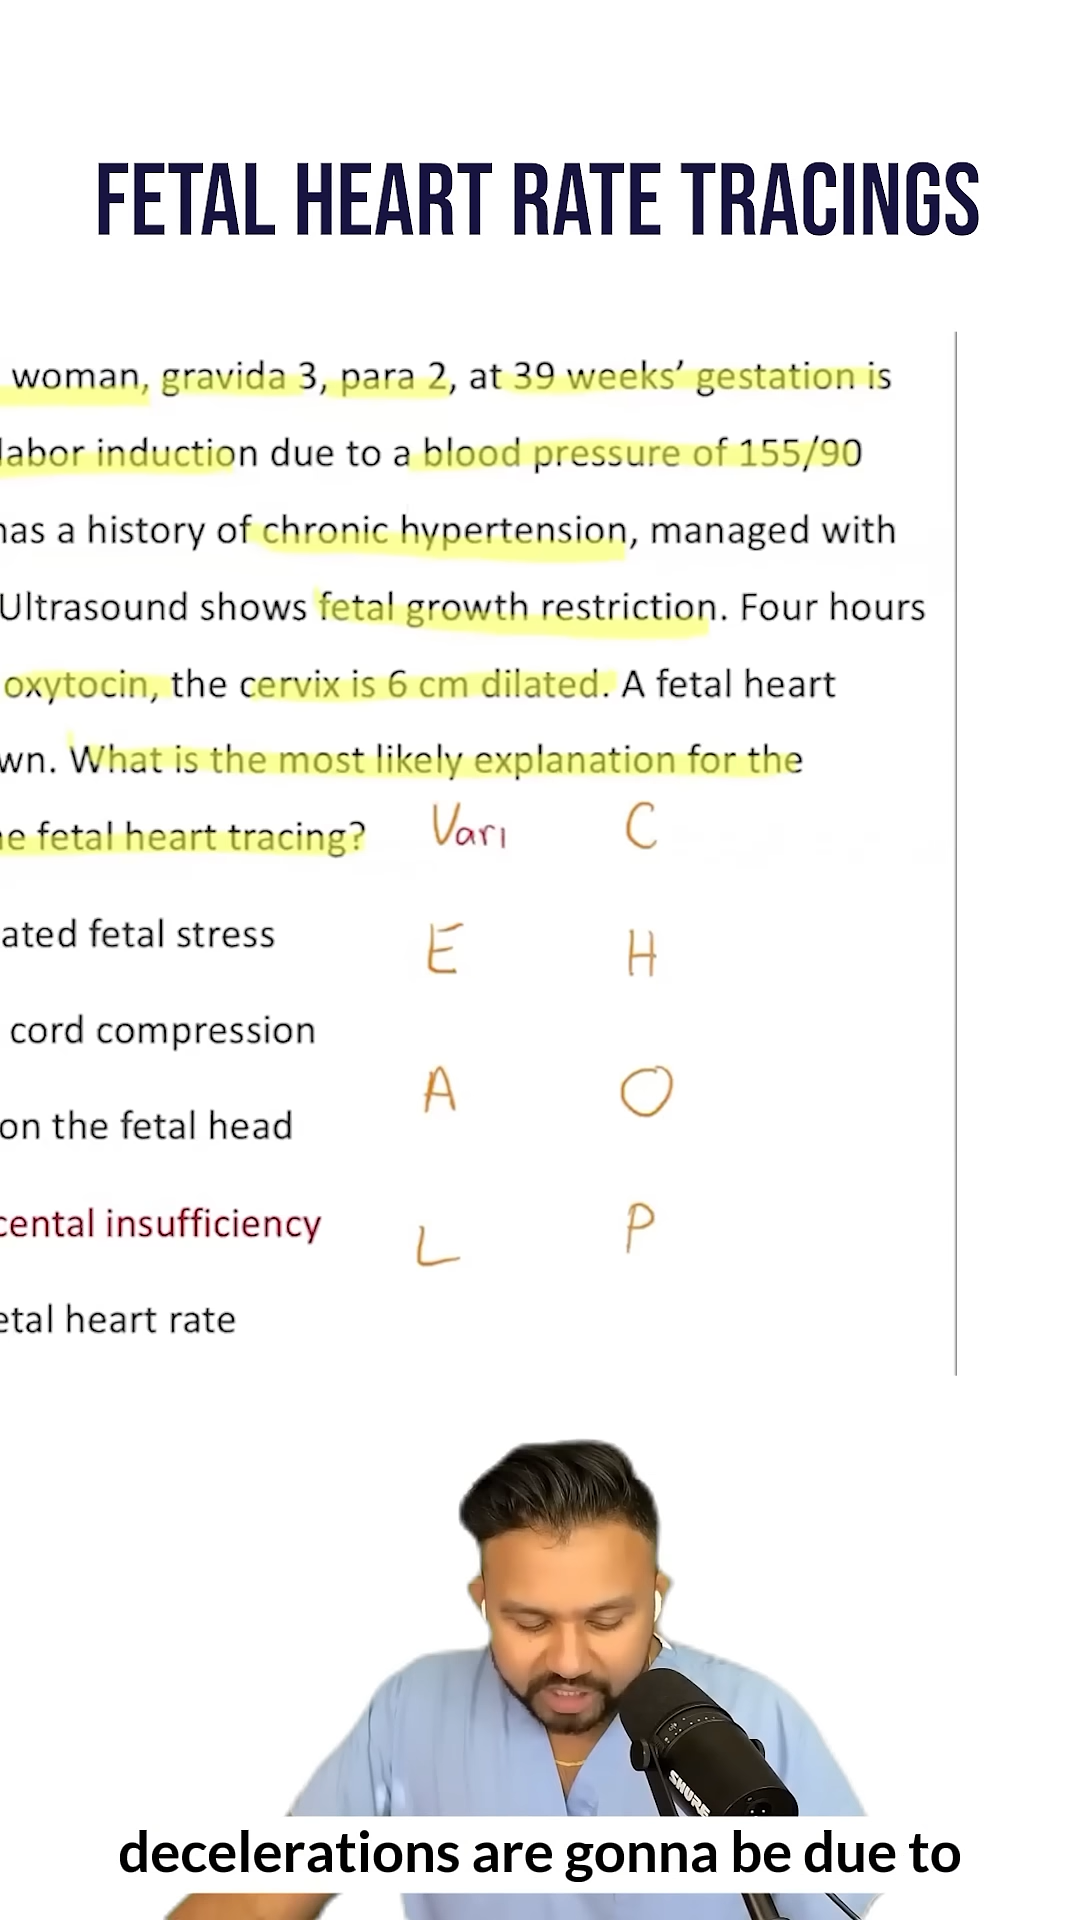 FETAL HEART RATE TRACINGS
woman, gravida 3, para 2, at 39 weeks’ gestation is
labor induction due to a blood pressure of 155/90
has a history of chronic hypertension, managed with
Ultrasound shows fetal growth restriction. Four hours
oxytocin, the cervix is 6 cm dilated. A fetal heart
wn. What is the most likely explanation for the
e fetal heart tracing?
Vari C
ated fetal stress
E H
cord compression
A O
on the fetal head
cental insufficiency
L P
etal heart rate
SHURE
decelerations are gonna be due to